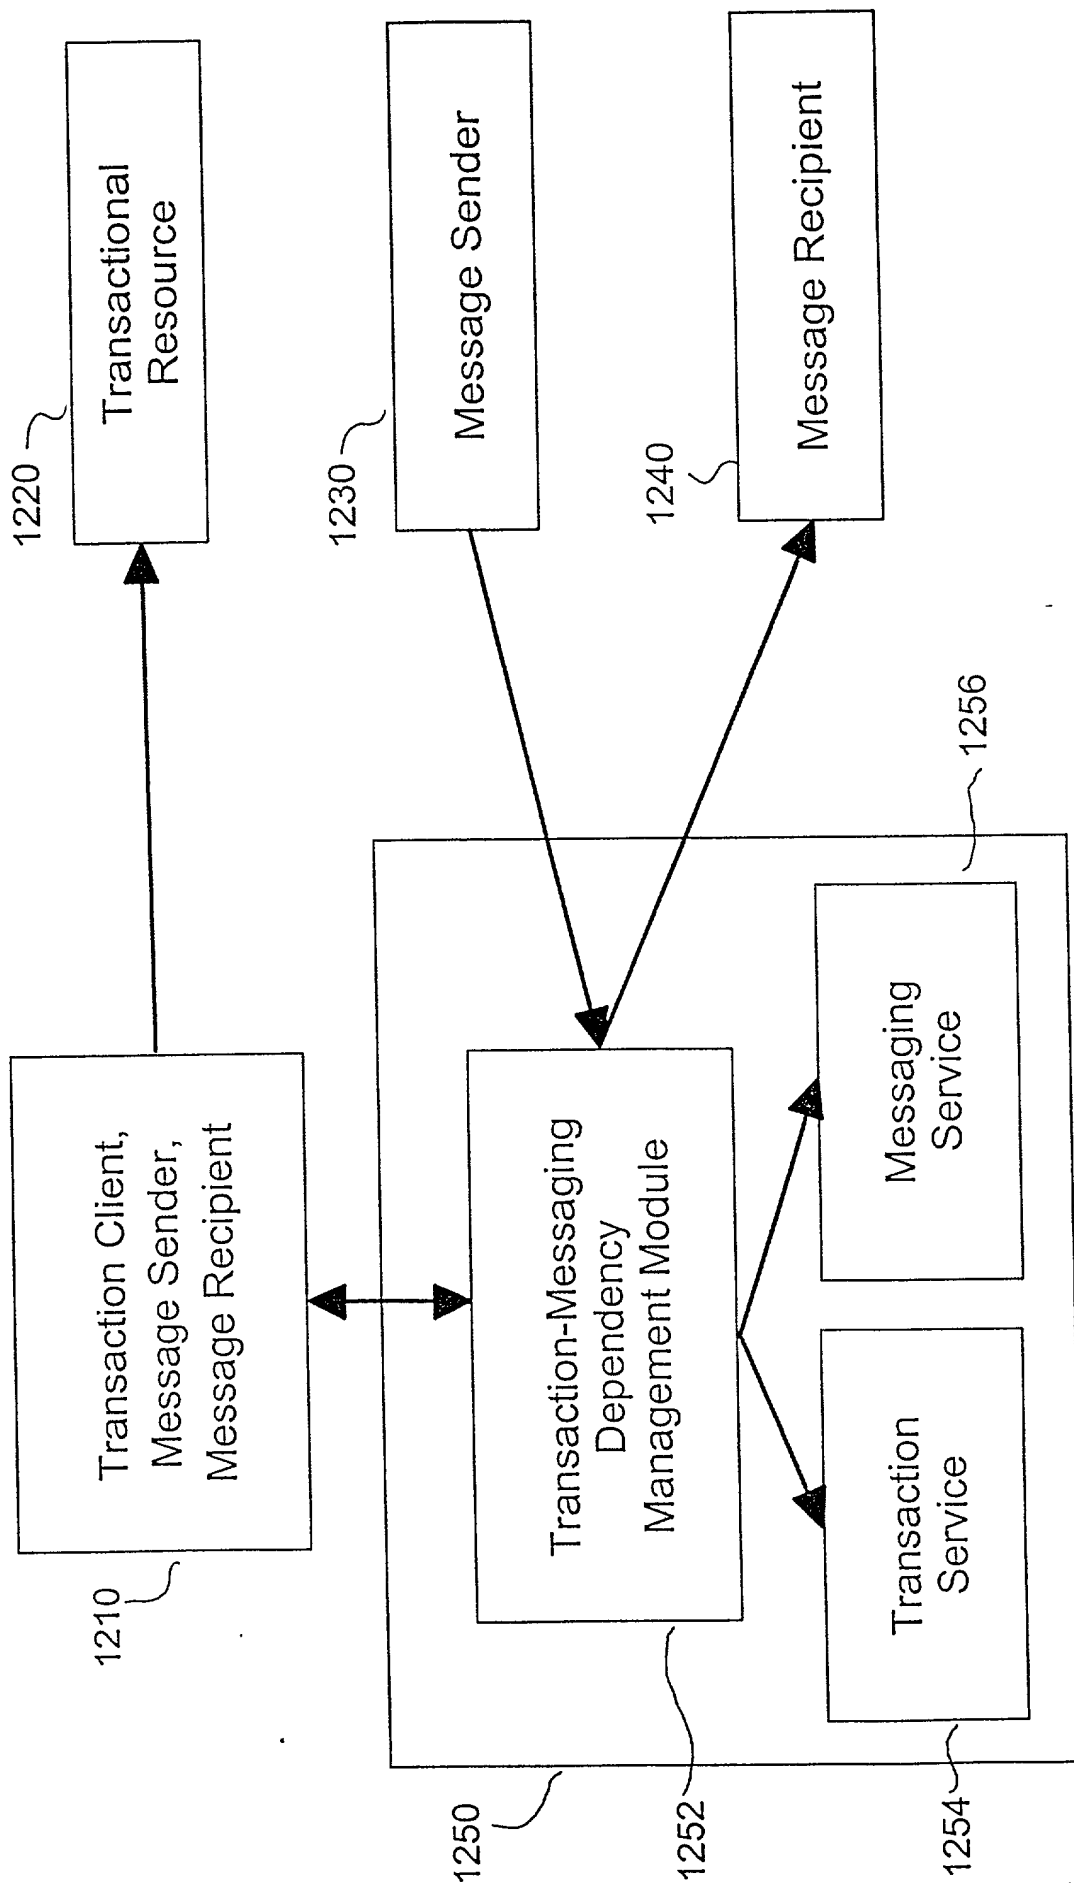 1210
Transaction Client,
Message Sender,
Message Recipient
1220
Transactional
Resource
1230
Message Sender
1240
Message Recipient
1250
1252
Transaction-Messaging
Dependency
Management Module
1254
Transaction
Service
1256
Messaging
Service